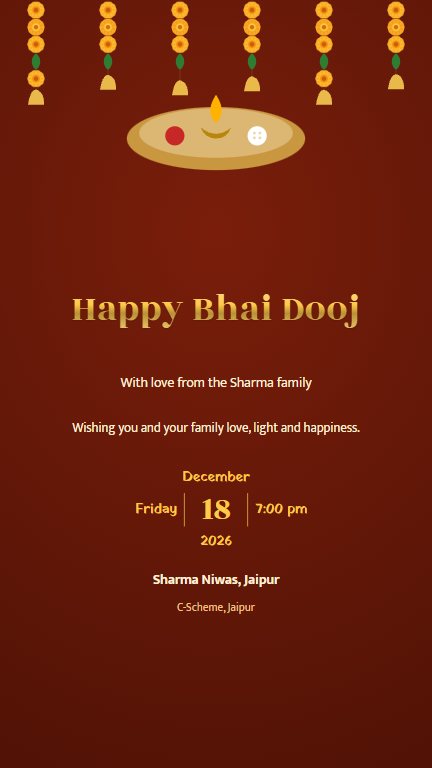 Happy Bhai Dooj
With love from the Sharma family
Wishing you and your family love, light and happiness.
December
Friday 18 7:00 pm
2026
Sharma Niwas, Jaipur
C-Scheme, Jaipur